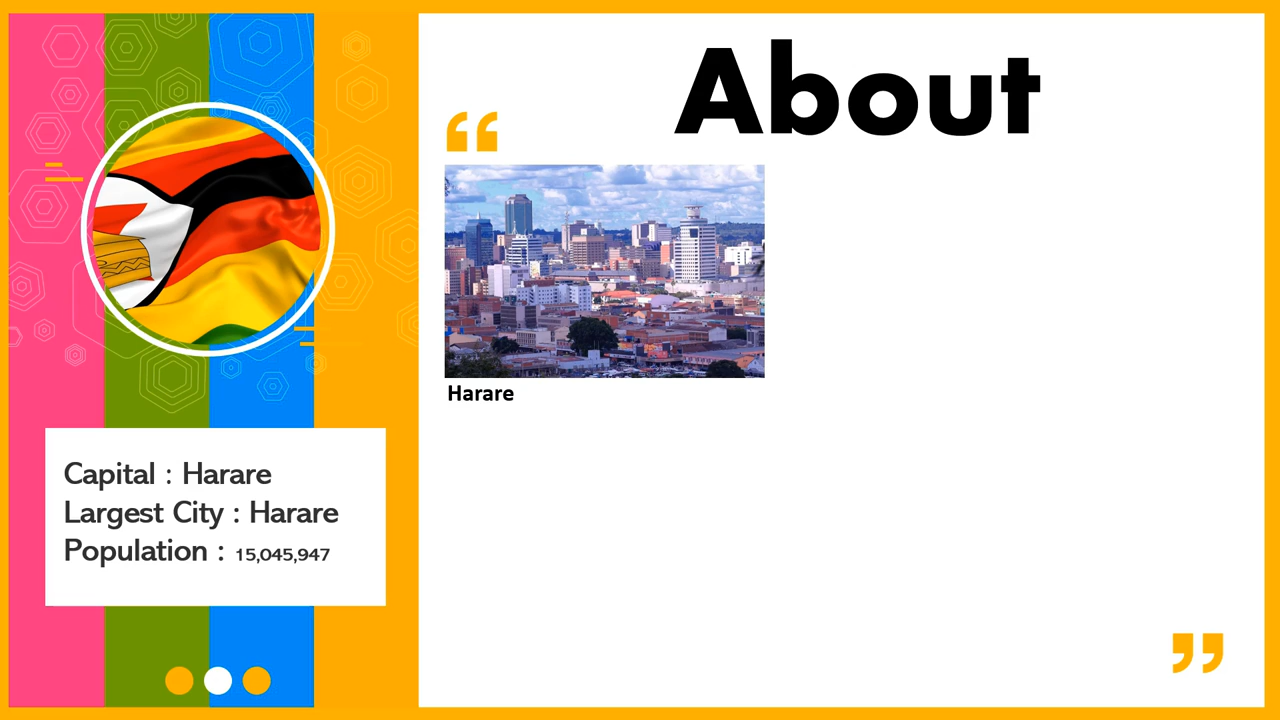 About
“
Harare
Capital : Harare
Largest City : Harare
Population : 15,045,947
”